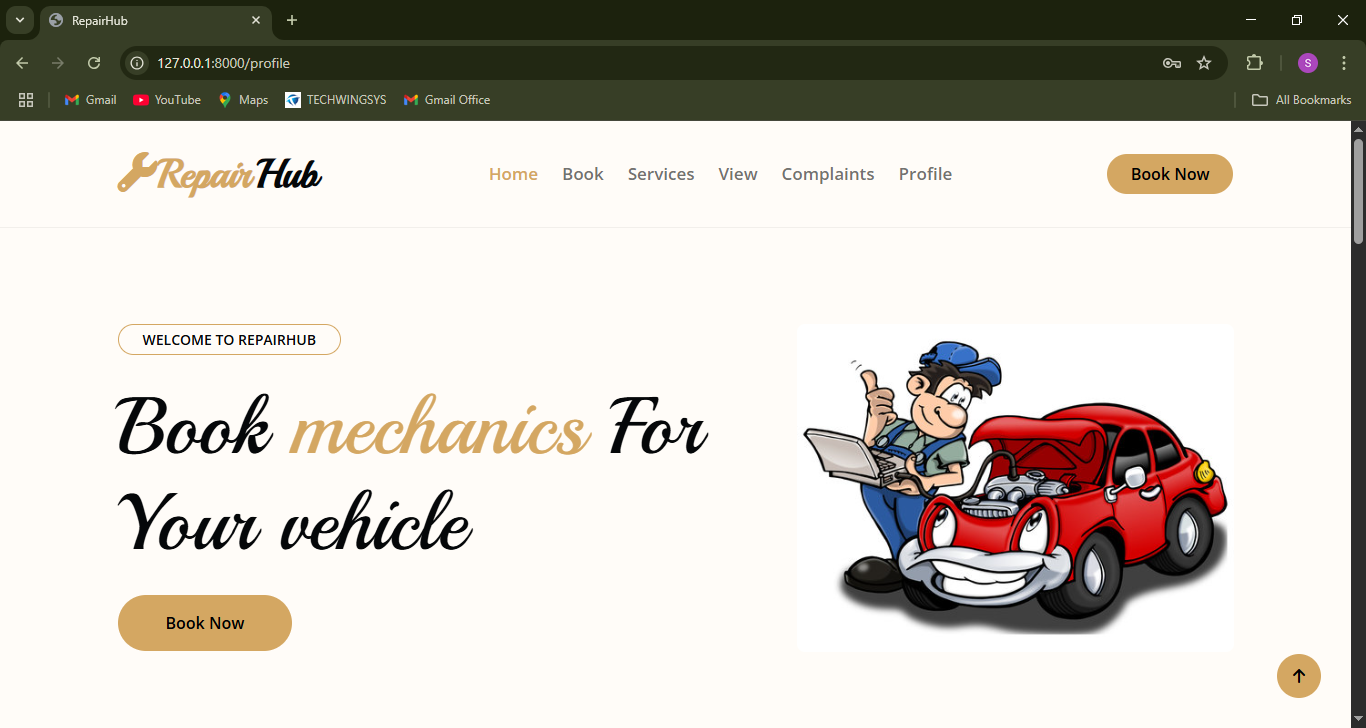 RepairHub
127.0.0.1:8000/profile
S
Gmail
YouTube
Maps
TECHWINGSYS
Gmail Office
All Bookmarks
RepairHub
Home
Book
Services
View
Complaints
Profile
Book Now
WELCOME TO REPAIRHUB
Book mechanics For
Your vehicle
Book Now